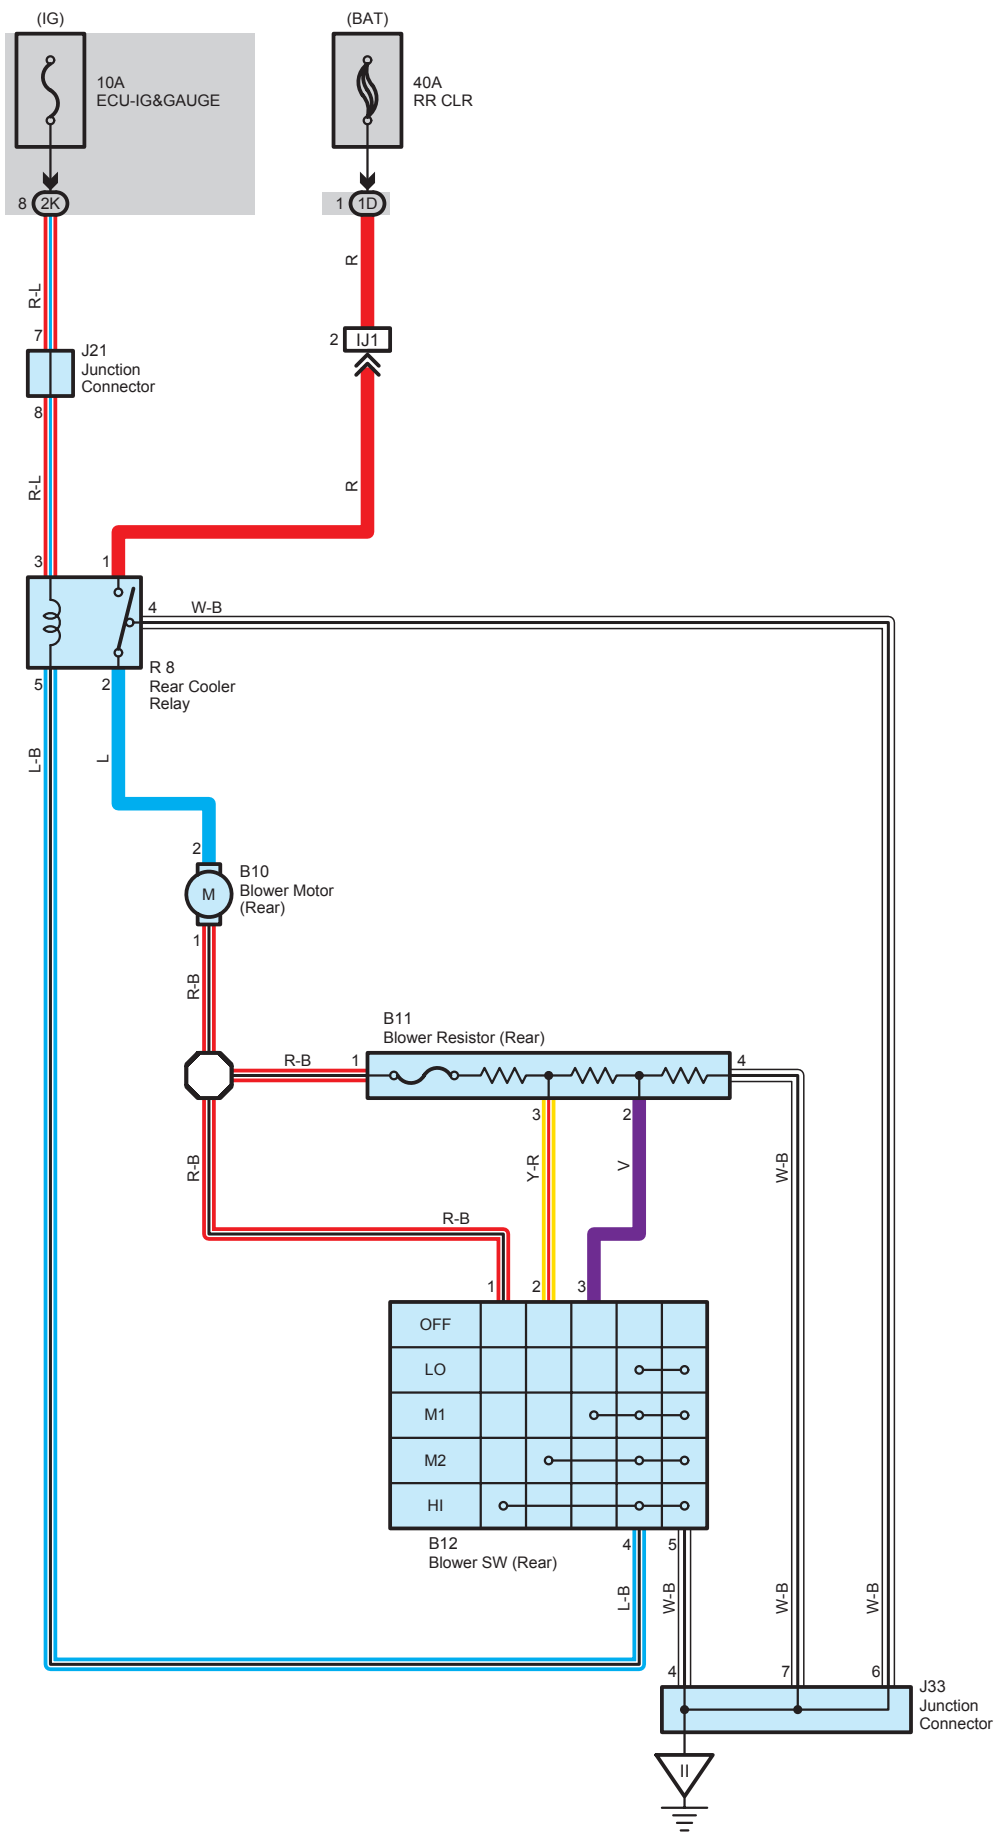 (IG)
(BAT)
10A
ECU-IG&GAUGE
40A
RR CLR
8
2K
1
1D
R
R-L
7
2
IJ1
J21
Junction
Connector
8
R-L
R
3
1
4
W-B
R 8
Rear Cooler
Relay
5
2
L-B
L
2
B10
Blower Motor
(Rear)
M
1
R-B
B11
Blower Resistor (Rear)
R-B
1
4
3
2
R-B
Y-R
V
W-B
R-B
1
2
3
OFF
LO
M1
M2
HI
B12
Blower SW (Rear)
4
5
L-B
W-B
W-B
W-B
4
7
6
J33
Junction
Connector
II